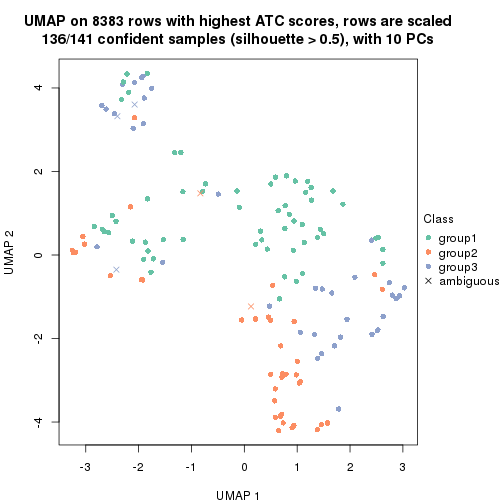 UMAP on 8383 rows with highest ATC scores, rows are scaled
136/141 confident samples (silhouette > 0.5), with 10 PCs
4
2
0
-2
-4
UMAP 2
-3
-2
-1
0
1
2
3
UMAP 1
Class
group1
group2
group3
ambiguous